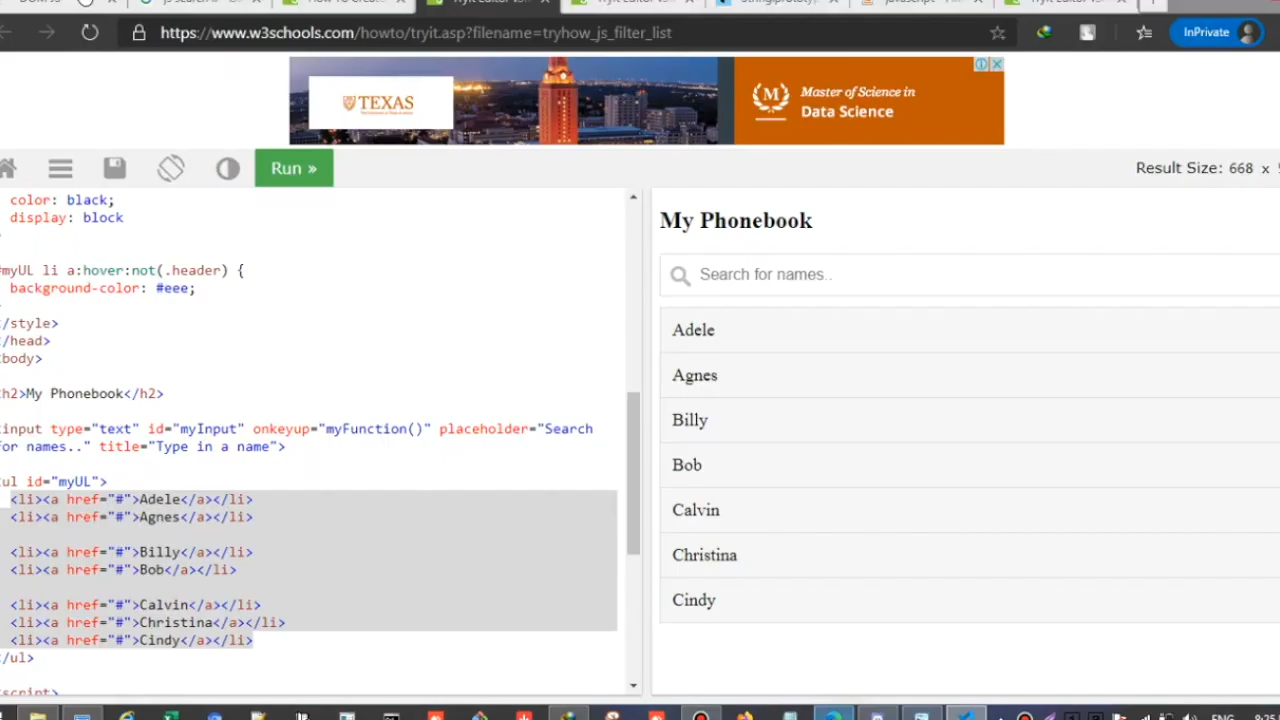 https://www.w3schools.com/howto/tryit.asp?filename=tryhow_js_filter_list
InPrivate
TEXAS
Master of Science in
Data Science
Run »
Result Size: 668 x
color: black;
display: block
myUL li a:hover:not(.header) {
background-color: #eee;
/style>
/head>
body>
h2>My Phonebook</h2>
input type="text" id="myInput" onkeyup="myFunction()" placeholder="Search
for names.." title="Type in a name">
ul id="myUL">
<li><a href="#">Adele</a></li>
<li><a href="#">Agnes</a></li>
<li><a href="#">Billy</a></li>
<li><a href="#">Bob</a></li>
<li><a href="#">Calvin</a></li>
<li><a href="#">Christina</a></li>
<li><a href="#">Cindy</a></li>
/ul>
script>
My Phonebook
Search for names..
Adele
Agnes
Billy
Bob
Calvin
Christina
Cindy
ENG